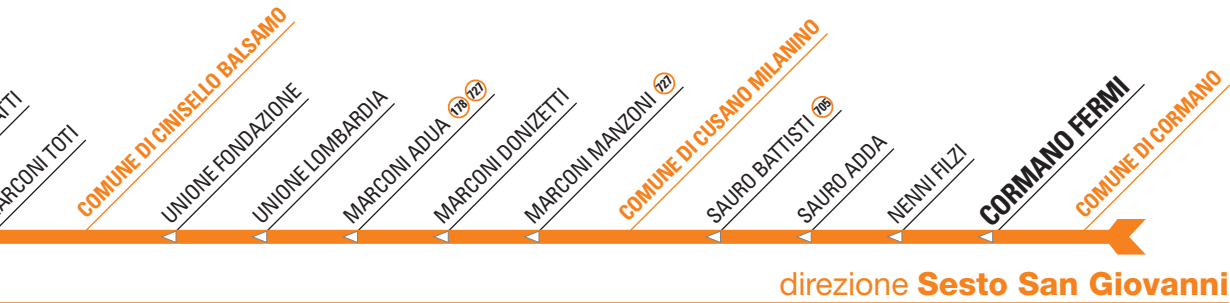 MARCONI TOTI
COMUNE DI CINISELLO BALSAMO
UNIONE FONDAZIONE
UNIONE LOMBARDIA
MARCONI ADUA 178 727
MARCONI DONIZETTI
MARCONI MANZONI 727
COMUNE DI CUSANO MILANINO
SAURO BATTISTI 705
SAURO ADDA
NENNI FILZI
CORMANO FERMI
COMUNE DI CORMANO
direzione Sesto San Giovanni